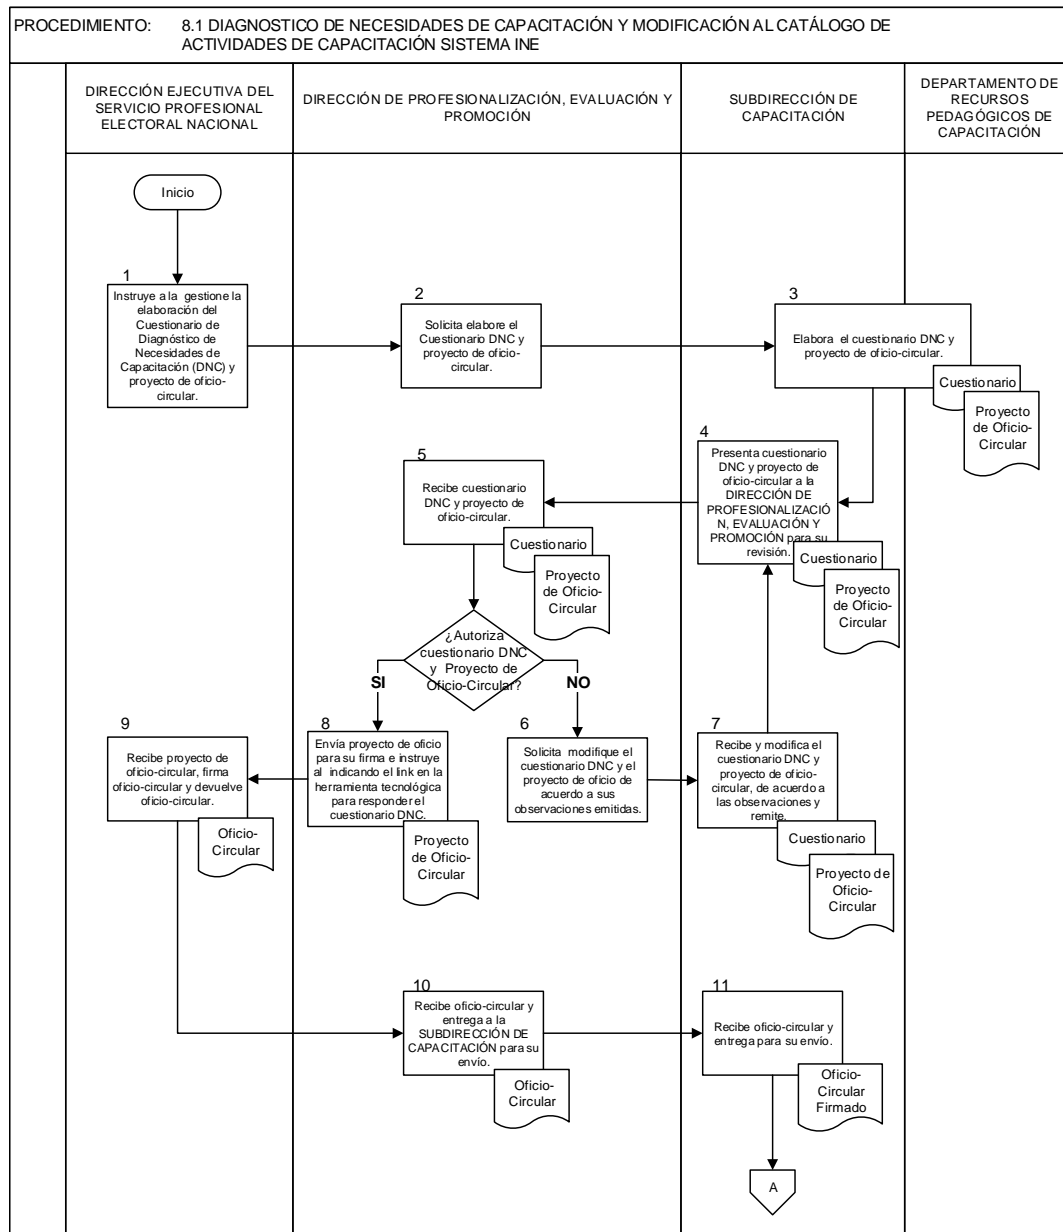 PROCEDIMIENTO: 8.1 DIAGNOSTICO DE NECESIDADES DE CAPACITACIÓN Y MODIFICACIÓN AL CATÁLOGO DE
ACTIVIDADES DE CAPACITACIÓN SISTEMA INE
DIRECCIÓN EJECUTIVA DEL
SERVICIO PROFESIONAL
ELECTORAL NACIONAL
DIRECCIÓN DE PROFESIONALIZACIÓN, EVALUACIÓN Y
PROMOCIÓN
SUBDIRECCIÓN DE
CAPACITACIÓN
DEPARTAMENTO DE
RECURSOS
PEDAGÓGICOS DE
CAPACITACIÓN
Inicio
1
Instruye a la gestione la
elaboración del
Cuestionario de
Diagnóstico de
Necesidades de
Capacitación (DNC) y
proyecto de oficio-
circular.
2
Solicita elabore el
Cuestionario DNC y
proyecto de oficio-
circular.
3
Elabora el cuestionario DNC y
proyecto de oficio-circular.
Cuestionario
Proyecto
de Oficio-
Circular
4
Presenta cuestionario
DNC y proyecto de
oficio-circular a la
DIRECCIÓN DE
PROFESIONALIZACIÓ
N, EVALUACIÓN Y
PROMOCIÓN para su
revisión.
Cuestionario
Proyecto
de Oficio-
Circular
5
Recibe cuestionario
DNC y proyecto de
oficio-circular.
Cuestionario
Proyecto
de Oficio-
Circular
¿Autoriza
cuestionario DNC
y Proyecto de
Oficio-Circular?
SI
NO
6
Solicita modifique el
cuestionario DNC y el
proyecto de oficio de
acuerdo a sus
observaciones emitidas.
7
Recibe y modifica el
cuestionario DNC y
proyecto de oficio-
circular, de acuerdo a
las observaciones y
remite.
Cuestionario
Proyecto de
Oficio-
Circular
8
Envía proyecto de oficio
para su firma e instruye
al indicando el link en la
herramienta tecnológica
para responder el
cuestionario DNC.
Proyecto
de Oficio-
Circular
9
Recibe proyecto de
oficio-circular, firma
oficio-circular y devuelve
oficio-circular.
Oficio-
Circular
10
Recibe oficio-circular y
entrega a la
SUBDIRECCIÓN DE
CAPACITACIÓN para su
envío.
Oficio-
Circular
11
Recibe oficio-circular y
entrega para su envío.
Oficio-
Circular
Firmado
A